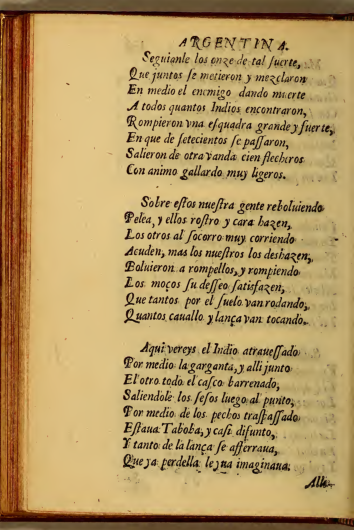 ARGENTINA.
Seguianle los onze de tal ſuerte,
Que juntos ſe metieron y mezclaron
En medio el enemigo dando muerte
A todos quantos Indios encontraron,
Rompieron vna eſquadra grande y fuerte,
En que de ſetecientos ſe paſſaron,
Salieron de otra vanda cien flecheros
Con animo gallardo muy ligeros.
Sobre eſtos nueſtra gente reboluiendo
Pelea, y ellos roſtro y cara hazen,
Los otros al ſocorro muy corriendo
Acuden, mas los nueſtros los deshazen,
Boluieron a rompellos, y rompiendo
Los moços ſu deſſeo ſatisfazen,
Que tantos por el ſuelo van rodando,
Quantos cauallo y lança van tocando.
Aqui vereys el Indio atraueſſado
Por medio la garganta, y alli junto
El otro todo el caſco barrenado,
Saliendole los ſeſos luego al punto,
Por medio de los pechos traſpaſſado
Eſtaua Taboba, y caſi difunto,
Y tanto de la lança ſe aſferraua,
Que ya perdella leyua imaginaua.
Alle-